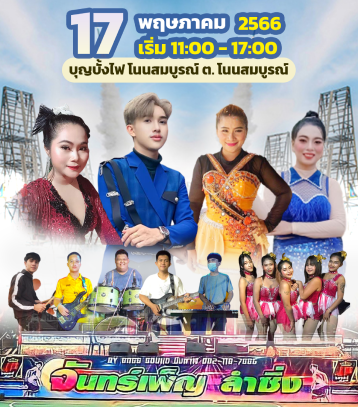 17 พฤษภาคม 2566
เริ่ม 11:00 - 17:00
บุญบั้งไฟ โนนสมบูรณ์ ต. โนนสมบูรณ์
จันทร์เพ็ญ ลำซิ่ง